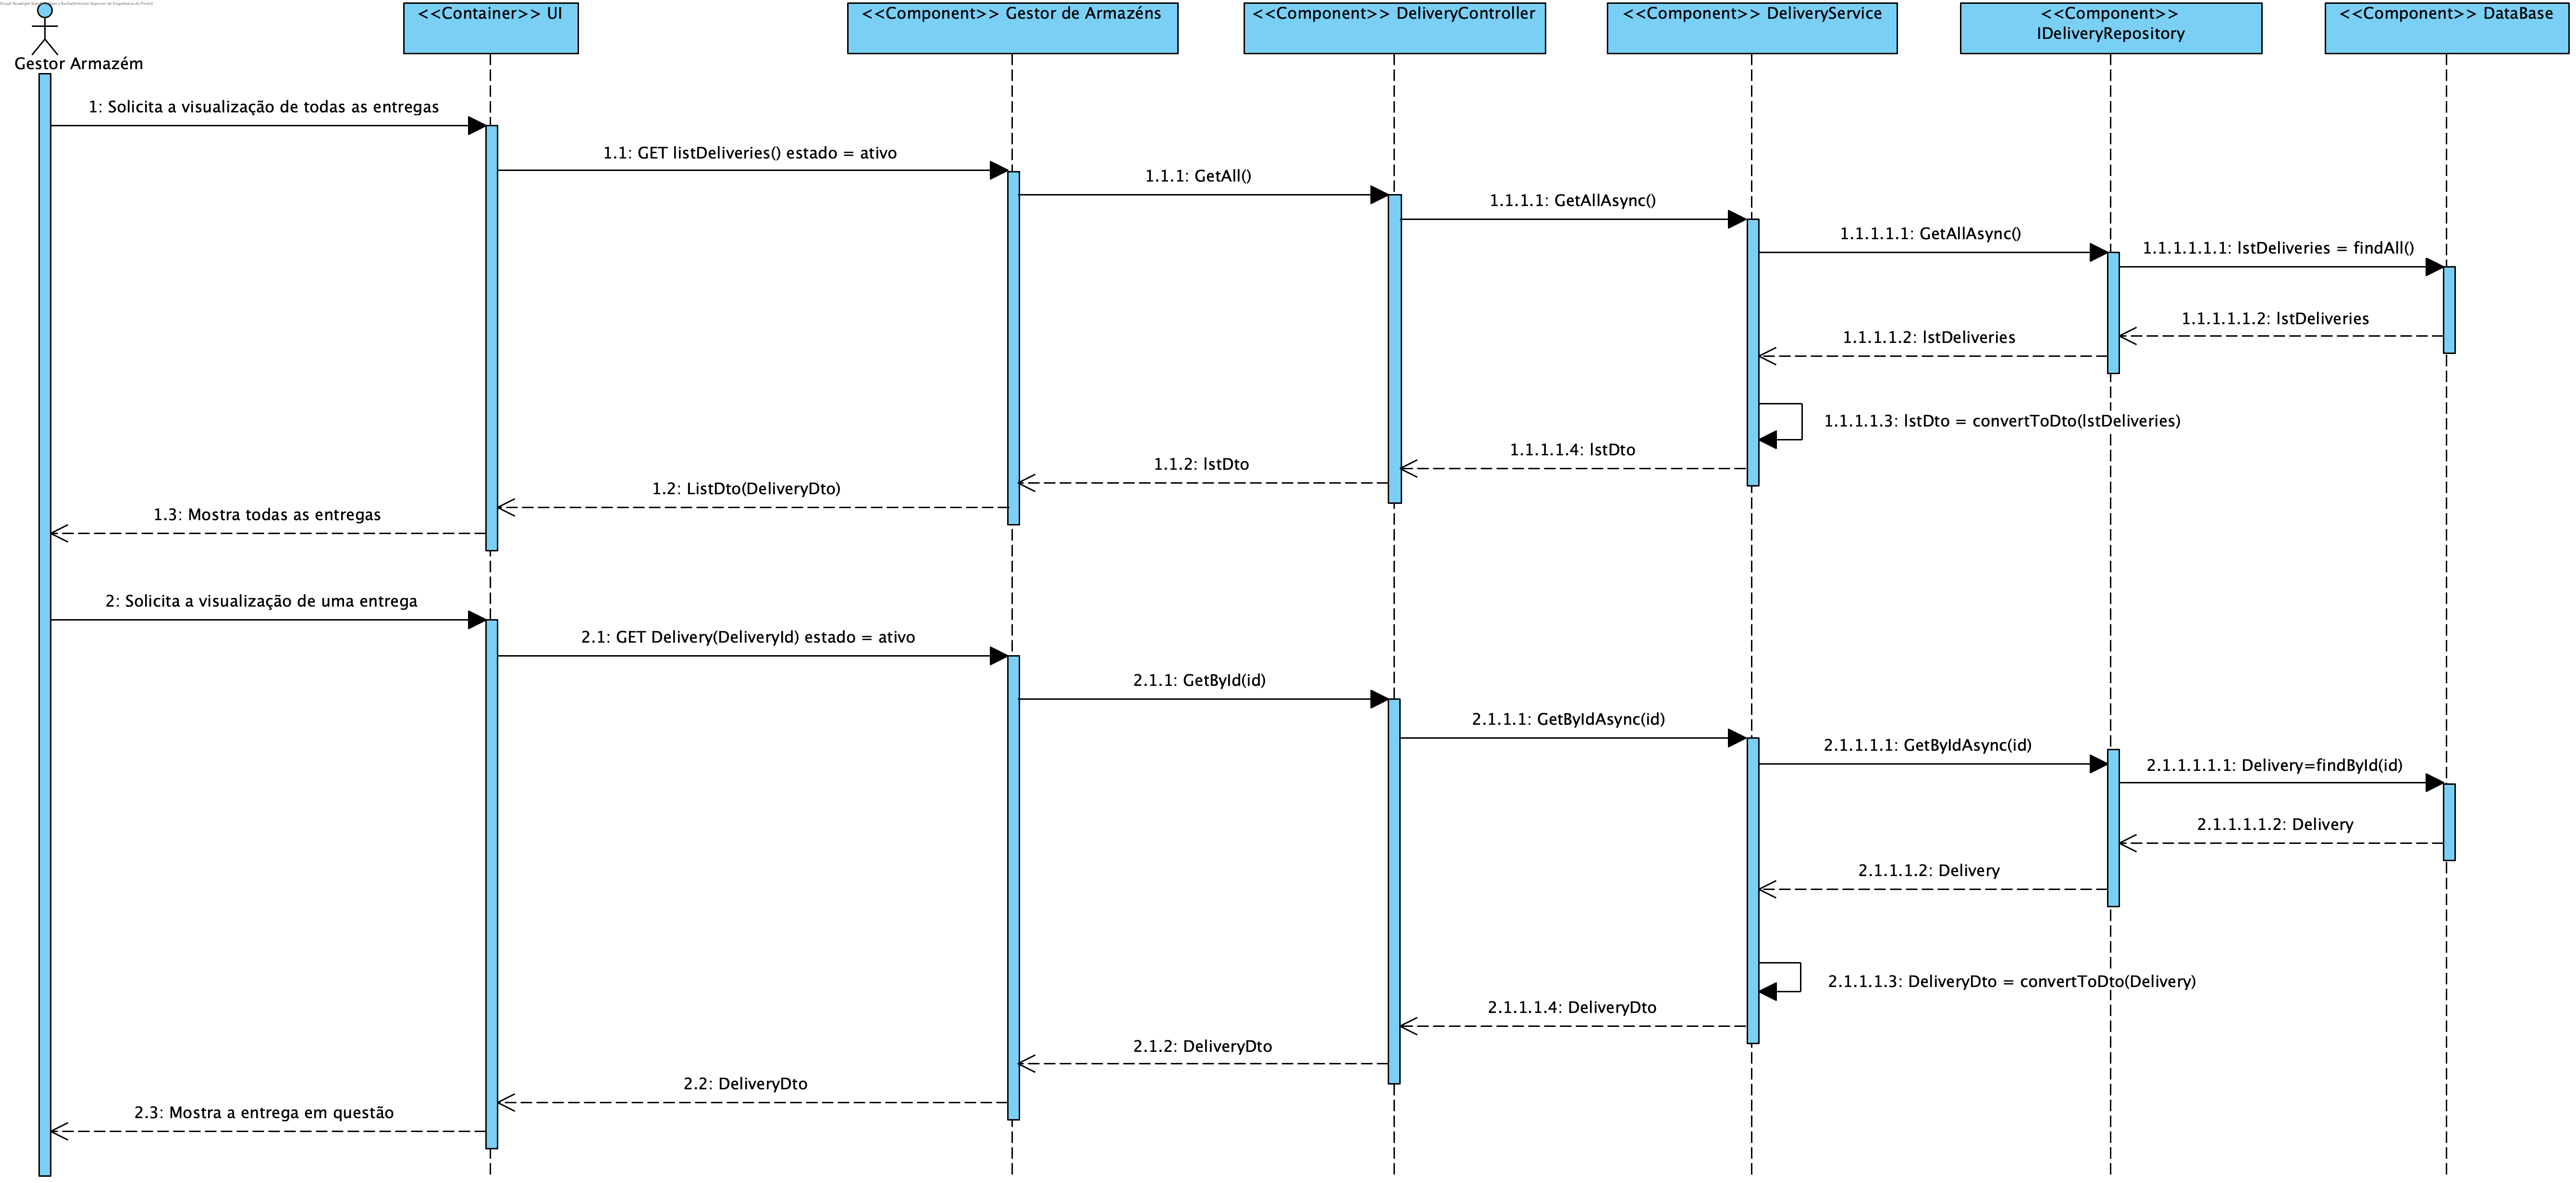 <<Container>> UI
<<Component>> Gestor de Armazéns
<<Component>> DeliveryController
<<Component>> DeliveryService
<<Component>>
IDeliveryRepository
<<Component>> DataBase
Gestor Armazém
1: Solicita a visualização de todas as entregas
1.1: GET listDeliveries() estado = ativo
1.1.1: GetAll()
1.1.1.1: GetAllAsync()
1.1.1.1.1: GetAllAsync()
1.1.1.1.1.1: lstDeliveries = findAll()
1.1.1.1.1.2: lstDeliveries
1.1.1.1.2: lstDeliveries
1.1.1.1.3: lstDto = convertToDto(lstDeliveries)
1.1.1.1.4: lstDto
1.1.2: lstDto
1.2: ListDto(DeliveryDto)
1.3: Mostra todas as entregas
2: Solicita a visualização de uma entrega
2.1: GET Delivery(DeliveryId) estado = ativo
2.1.1: GetById(id)
2.1.1.1: GetByIdAsync(id)
2.1.1.1.1: GetByIdAsync(id)
2.1.1.1.1.1: Delivery=findById(id)
2.1.1.1.1.2: Delivery
2.1.1.1.2: Delivery
2.1.1.1.3: DeliveryDto = convertToDto(Delivery)
2.1.1.1.4: DeliveryDto
2.1.2: DeliveryDto
2.2: DeliveryDto
2.3: Mostra a entrega em questão